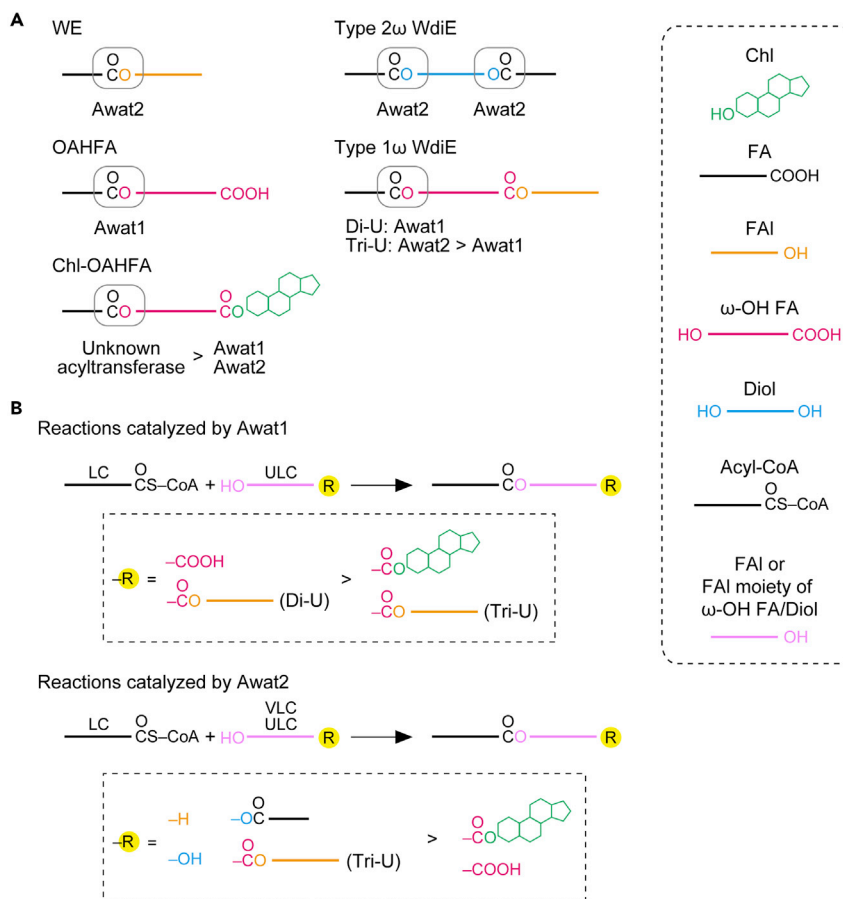 A
WE
O
CO
Awat2
Type 2ω WdiE
O
CO
O
OC
Awat2
Awat2
OAHFA
O
CO
COOH
Awat1
Type 1ω WdiE
O
CO
O
CO
Di-U: Awat1
Tri-U: Awat2 > Awat1
Chl-OAHFA
O
CO
O
CO
Unknown
acyltransferase
>
Awat1
Awat2
Chl
HO
FA
COOH
FAl
OH
ω-OH FA
HO
COOH
Diol
HO
OH
Acyl-CoA
O
CS–CoA
FAl or
FAl moiety of
ω-OH FA/Diol
OH
B
Reactions catalyzed by Awat1
LC
O
CS–CoA + HO
ULC
R
O
CO
R
–R =
–COOH
O
–CO
(Di-U)
>
O
–CO
O
–CO
(Tri-U)
Reactions catalyzed by Awat2
LC
O
CS–CoA + HO
VLC
ULC
R
O
CO
R
–R =
–H
–OH
O
–OC
O
–CO
(Tri-U)
>
O
–CO
–COOH